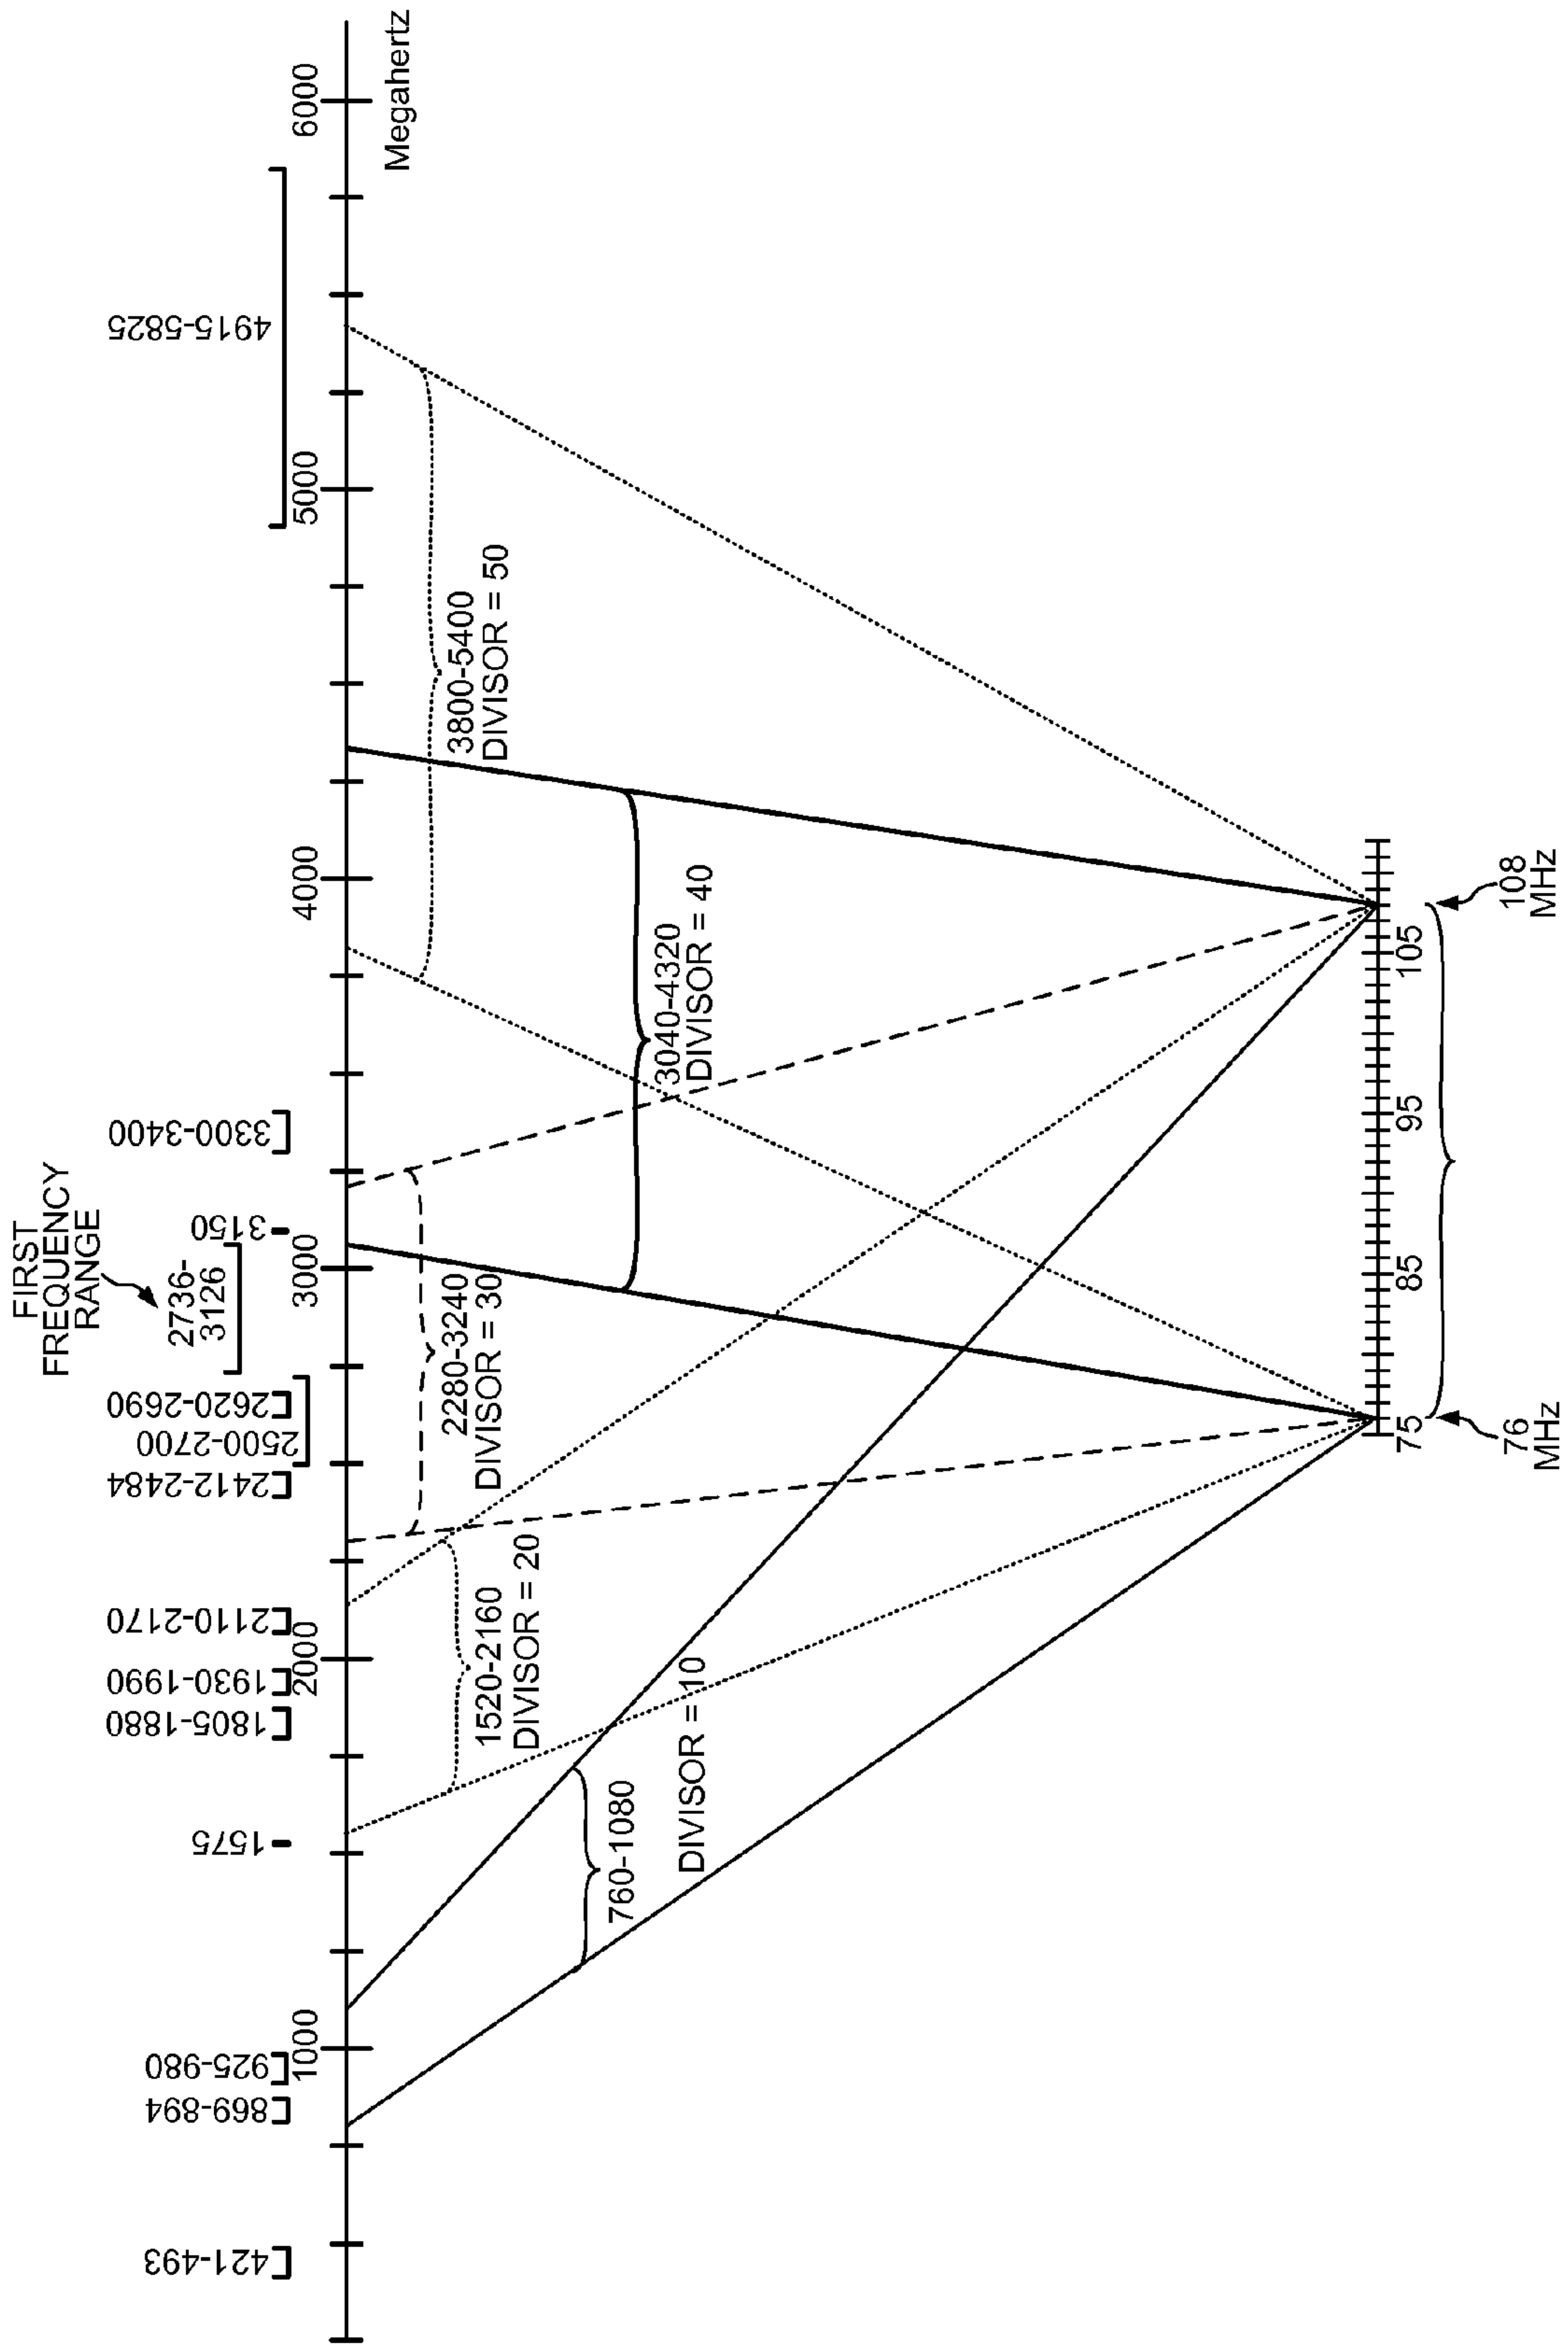 FIRST
FREQUENCY
RANGE
2736-
3126
421-493
869-894
925-980
1575
1805-1880
1930-1990
2110-2170
2412-2484
2500-2700
2620-2690
3150
3300-3400
4915-5825
1000
2000
3000
4000
5000
6000
Megahertz
760-1080
DIVISOR = 10
1520-2160
DIVISOR = 20
2280-3240
DIVISOR = 30
3040-4320
DIVISOR = 40
3800-5400
DIVISOR = 50
75
85
95
105
76
MHz
108
MHz